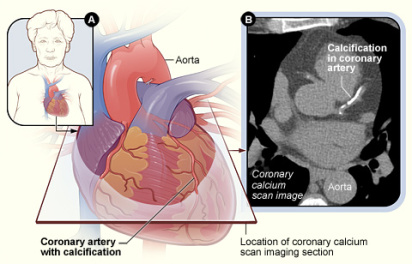 A
Aorta
Coronary artery
with calcification
B
Calcification
in coronary
artery
Coronary
calcium
scan image
Aorta
Location of coronary calcium
scan imaging section